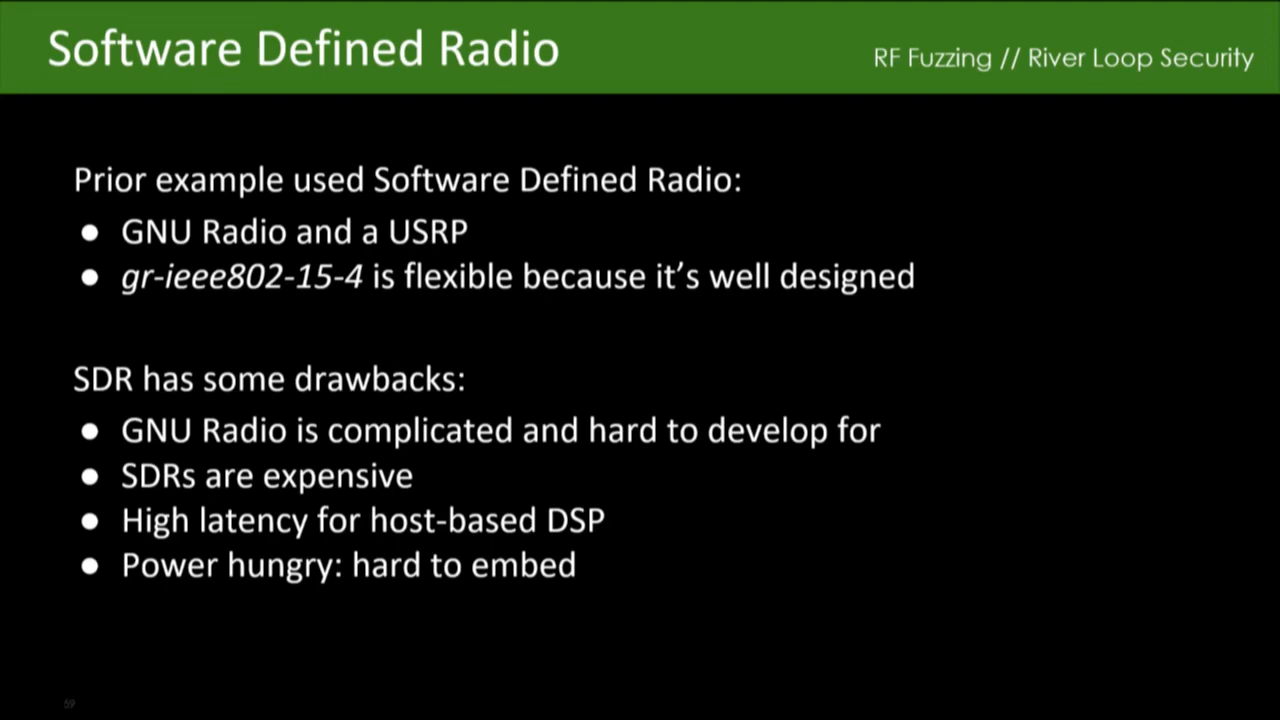 Software Defined Radio
RF Fuzzing // River Loop Security
Prior example used Software Defined Radio:
● GNU Radio and a USRP
● gr-ieee802-15-4 is flexible because it’s well designed
SDR has some drawbacks:
● GNU Radio is complicated and hard to develop for
● SDRs are expensive
● High latency for host-based DSP
● Power hungry: hard to embed
59